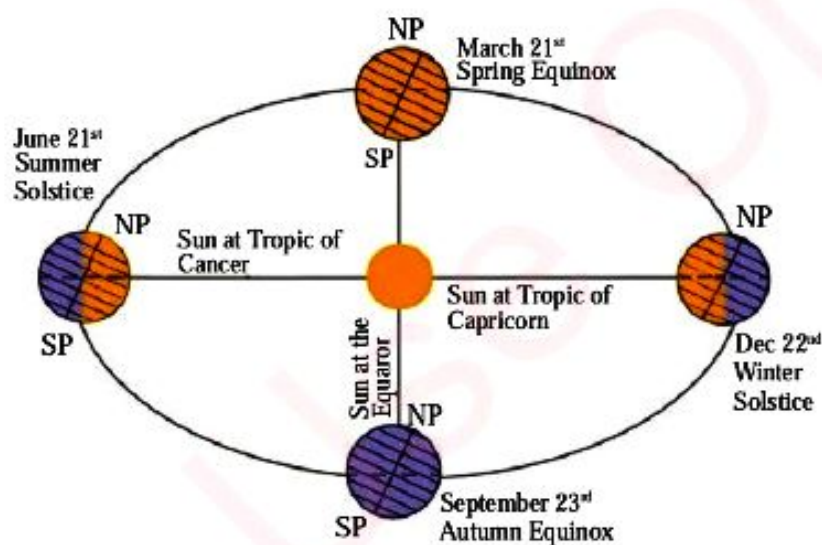 NP
March 21st
Spring Equinox
SP
June 21st
Summer
Solstice
NP
SP
Sun at Tropic of
Cancer
Sun at Tropic of
Capricorn
NP
Dec 22nd
Winter
Solstice
Sun at the
Equaror
NP
SP
September 23rd
Autumn Equinox